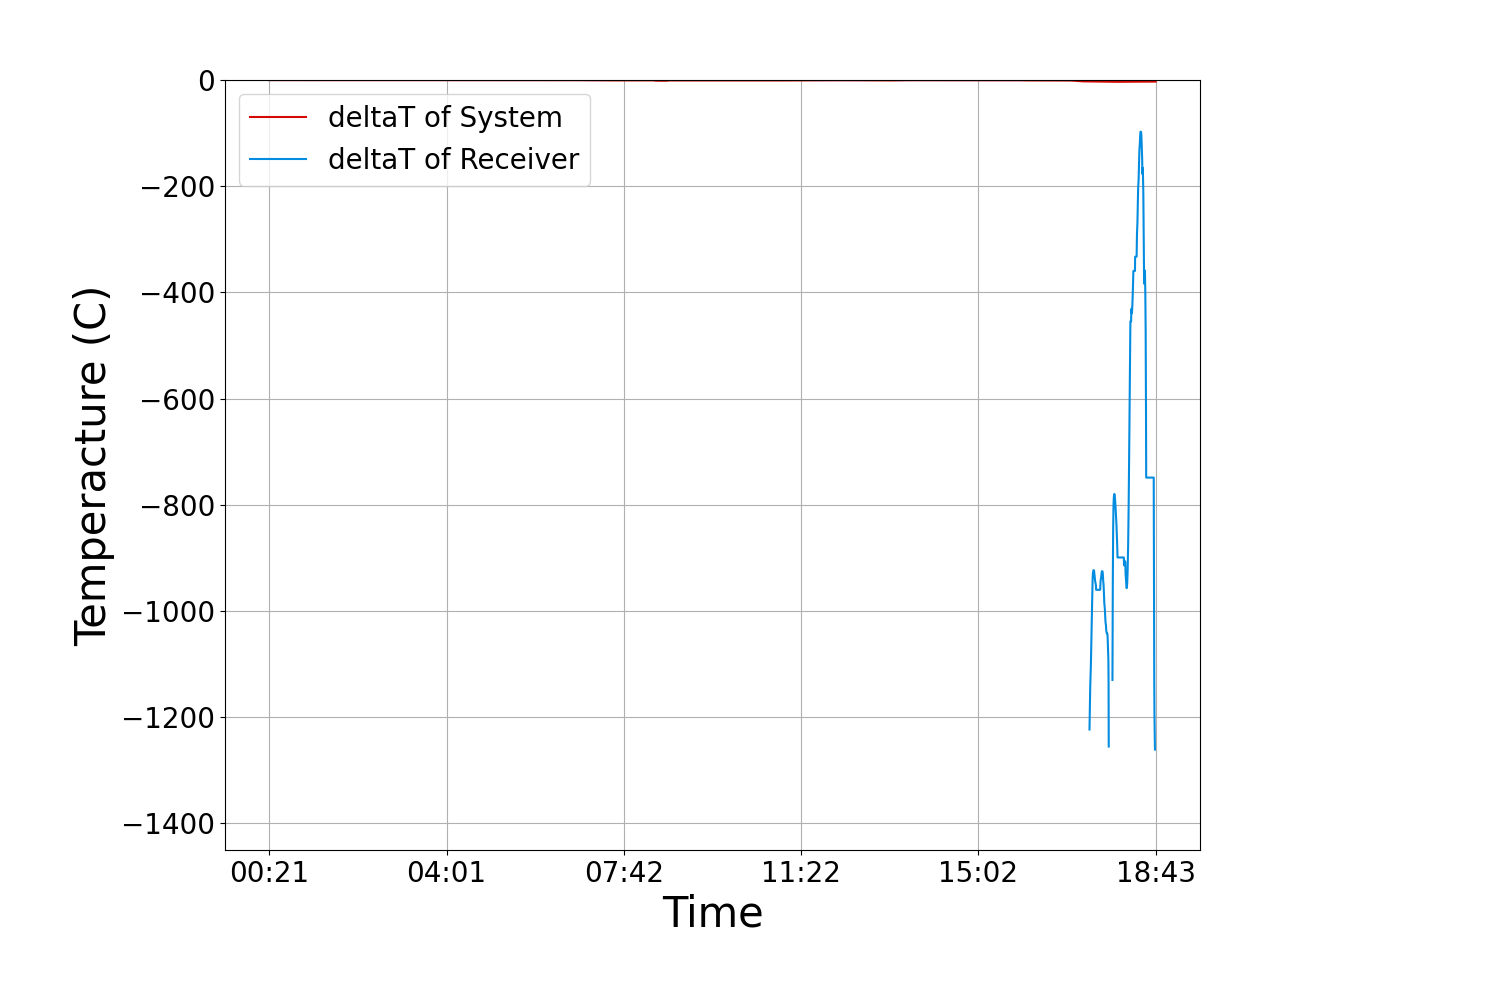 0
−200
−400
−600
−800
−1000
−1200
−1400
Temperacture (C)
deltaT of System
deltaT of Receiver
00:21 04:01 07:42 11:22 15:02 18:43
Time